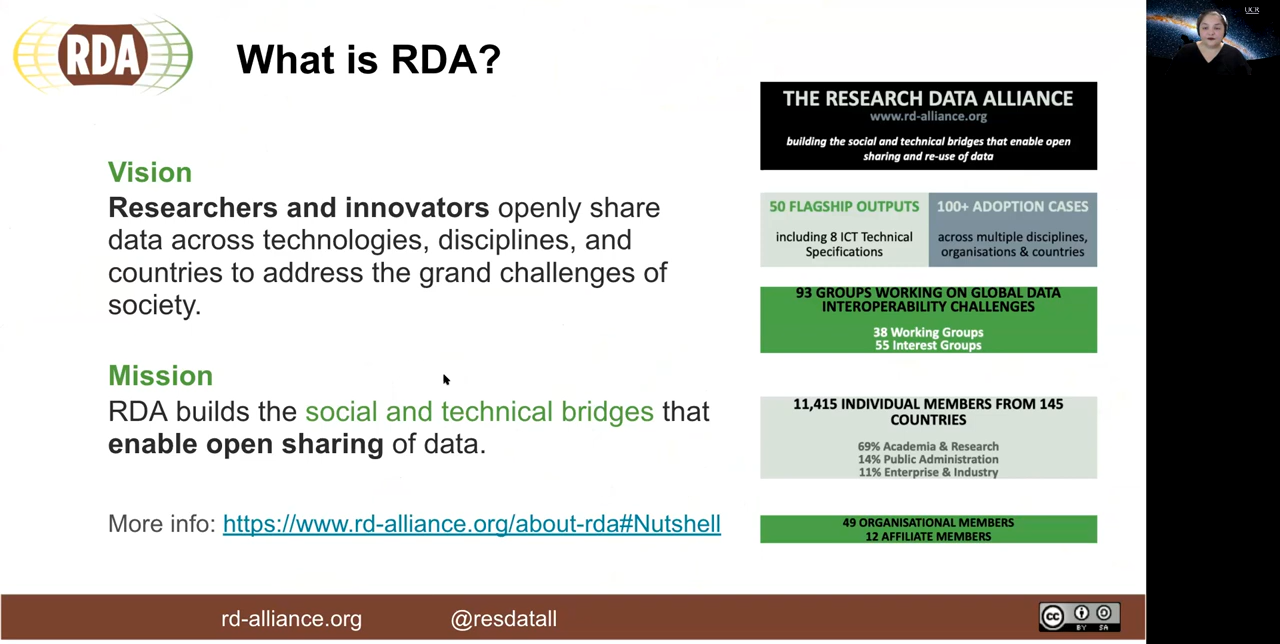 RDA
What is RDA?
Vision
Researchers and innovators openly share
data across technologies, disciplines, and
countries to address the grand challenges of
society.
Mission
RDA builds the social and technical bridges that
enable open sharing of data.
More info: https://www.rd-alliance.org/about-rda#Nutshell
THE RESEARCH DATA ALLIANCE
www.rd-alliance.org
building the social and technical bridges that enable open
sharing and re-use of data
50 FLAGSHIP OUTPUTS
including 8 ICT Technical
Specifications
100+ ADOPTION CASES
across multiple disciplines,
organisations & countries
93 GROUPS WORKING ON GLOBAL DATA
INTEROPERABILITY CHALLENGES
38 Working Groups
55 Interest Groups
11,415 INDIVIDUAL MEMBERS FROM 145
COUNTRIES
69% Academia & Research
14% Public Administration
11% Enterprise & Industry
49 ORGANISATIONAL MEMBERS
12 AFFILIATE MEMBERS
rd-alliance.org @resdatall
cc BY SA
UCR